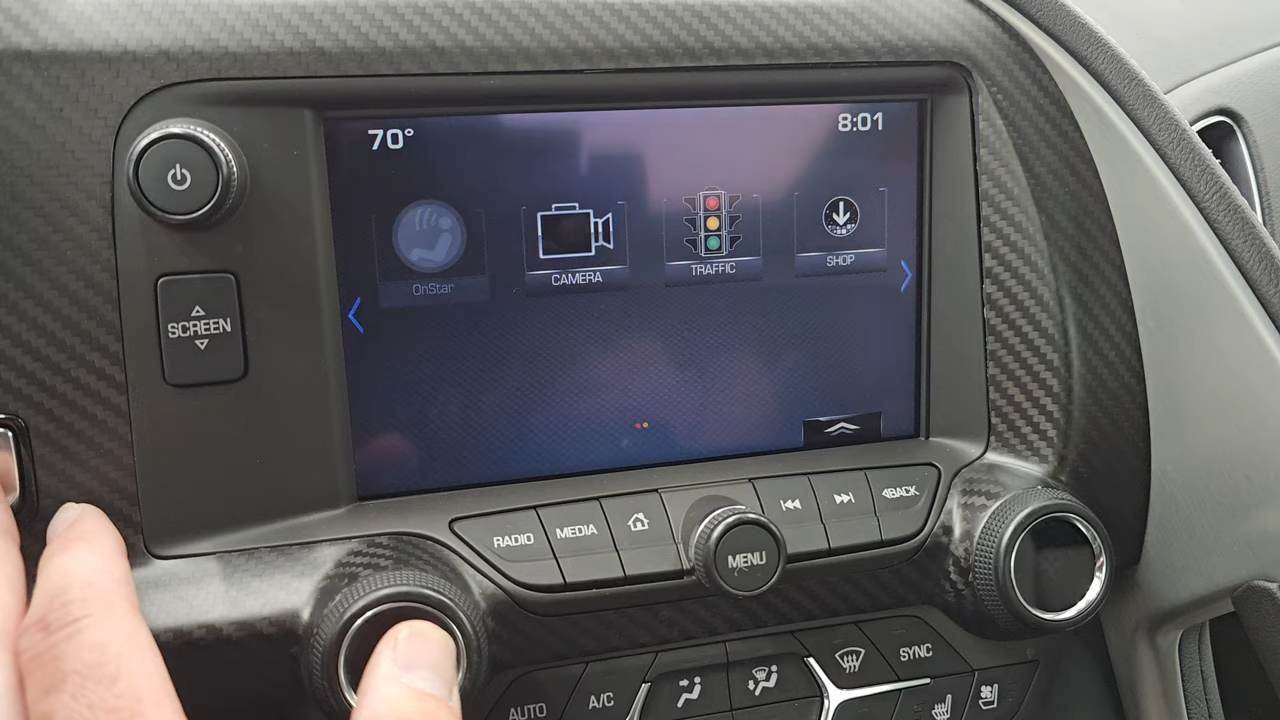 70° 8:01
OnStar CAMERA TRAFFIC SHOP
SCREEN
RADIO MEDIA MENU BACK
AUTO A/C SYNC